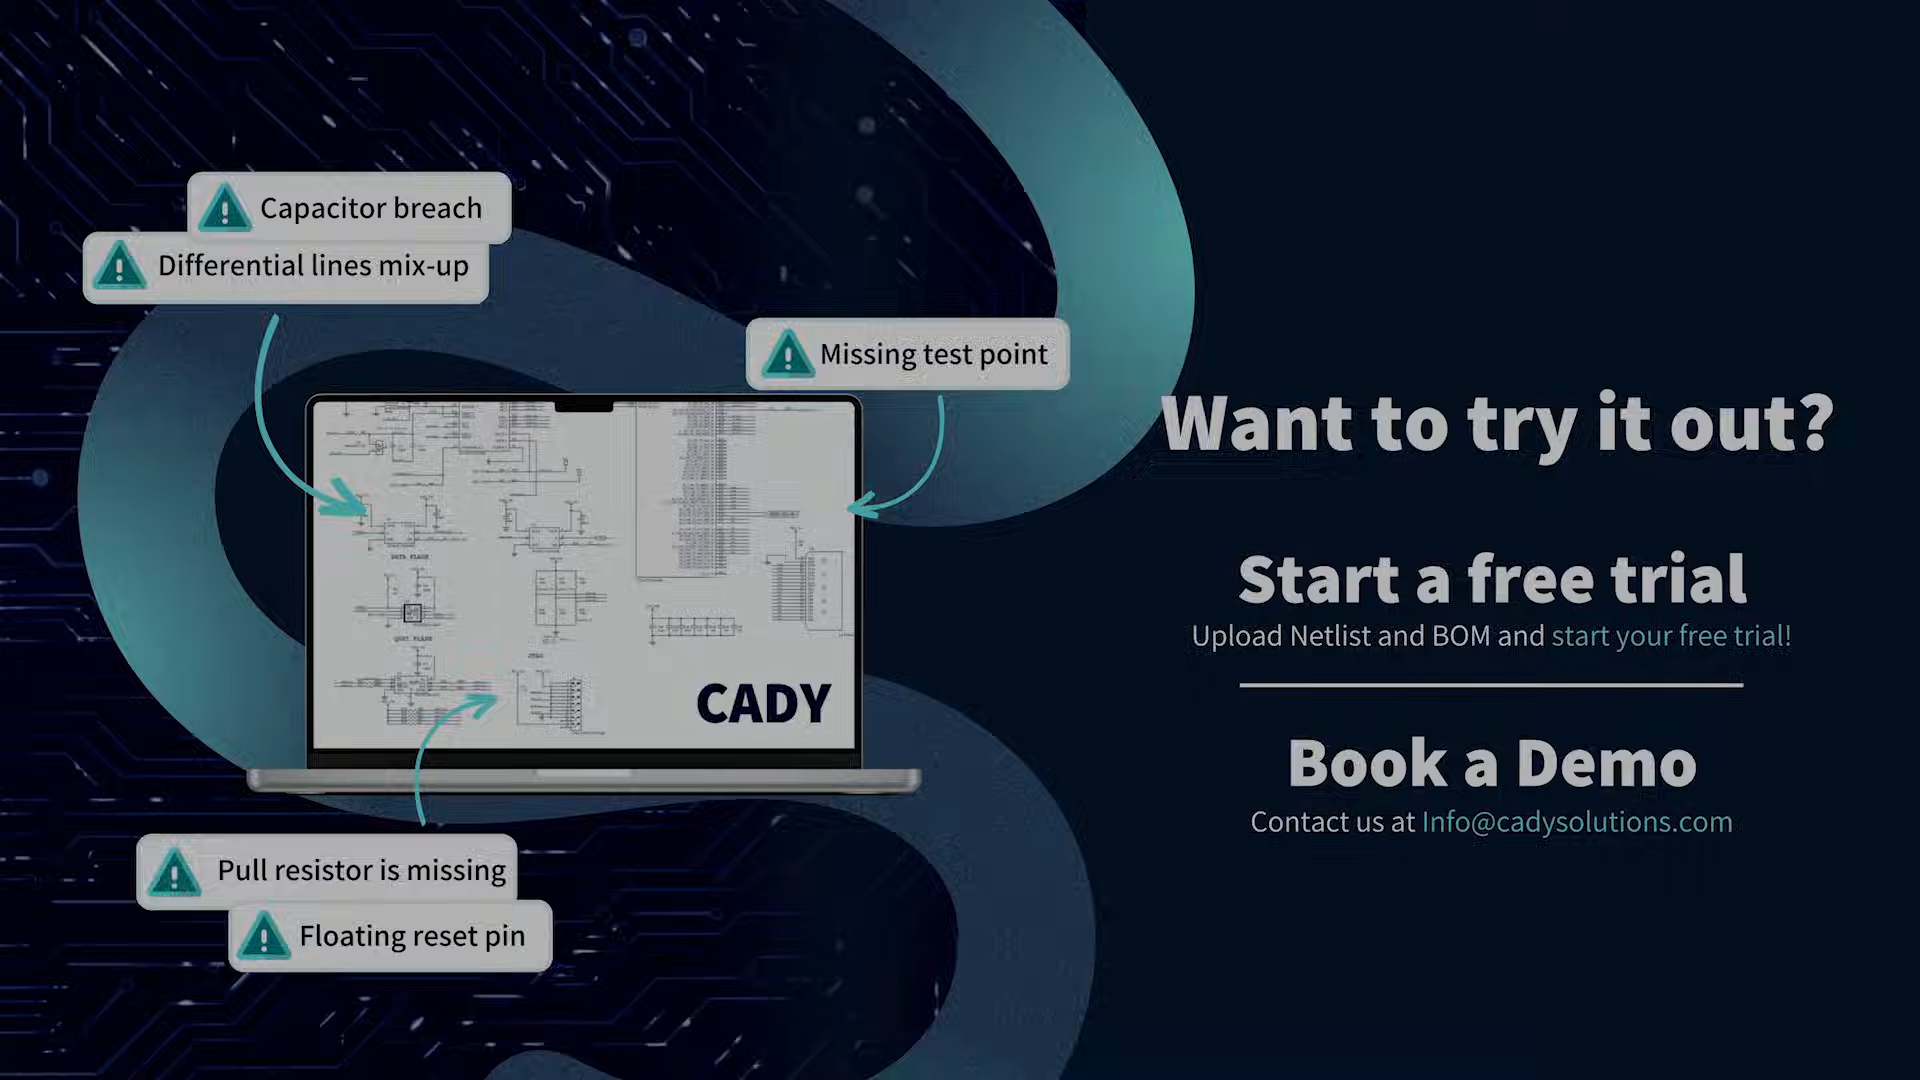 Capacitor breach
Differential lines mix-up
Missing test point
DATA FLASH
CADY
Pull resistor is missing
Floating reset pin
Want to try it out?
Start a free trial
Upload Netlist and BOM and start your free trial!
Book a Demo
Contact us at Info@cadysolutions.com